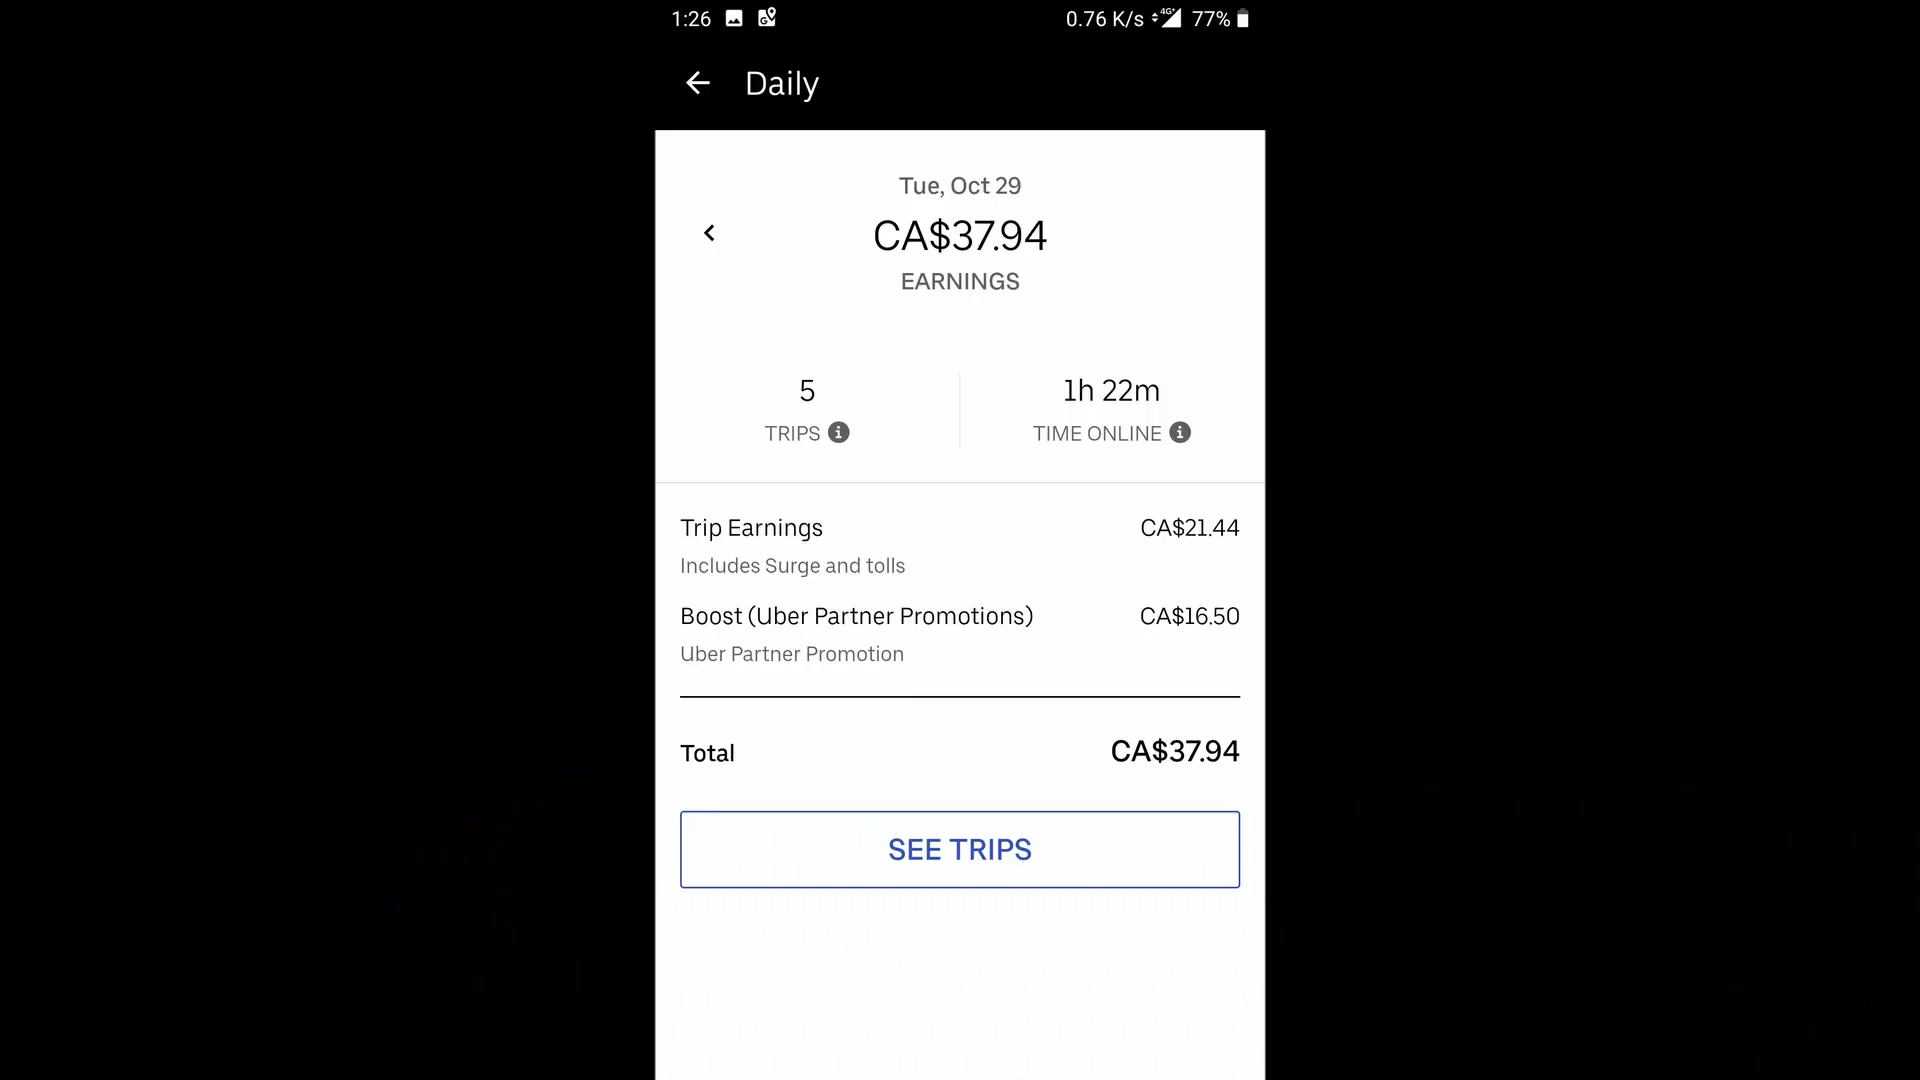 1:26 0.76 K/s 4G+ 77%
Daily
Tue, Oct 29
CA$37.94
EARNINGS
5 1h 22m
TRIPS TIME ONLINE
Trip Earnings CA$21.44
Includes Surge and tolls
Boost (Uber Partner Promotions) CA$16.50
Uber Partner Promotion
Total CA$37.94
SEE TRIPS